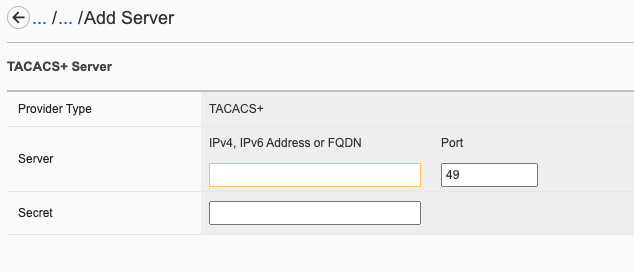 ... /... /Add Server
TACACS+ Server
Provider Type TACACS+
IPv4, IPv6 Address or FQDN Port
Server 49
Secret